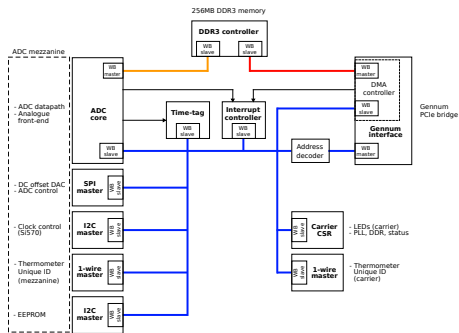 256MB DDR3 memory
DDR3 controller
WB
slave
WB
slave
ADC mezzanine
WB
master
ADC
core
WB
slave
- ADC datapath
- Analogue
front-end
Time-tag
WB
slave
Interrupt
controller
WB
slave
WB
master
DMA
controller
WB
slave
Gennum
interface
WB
master
Gennum
PCIe bridge
Address
decoder
- DC offset DAC
- ADC control
SPI
master
WB
slave
- Clock control
(Si570)
I2C
master
WB
slave
Carrier
CSR
WB
slave
- LEDs (carrier)
- PLL, DDR, status
- Thermometer
Unique ID
(mezzanine)
1-wire
master
WB
slave
1-wire
master
WB
slave
- Thermometer
Unique ID
(carrier)
- EEPROM
I2C
master
WB
slave